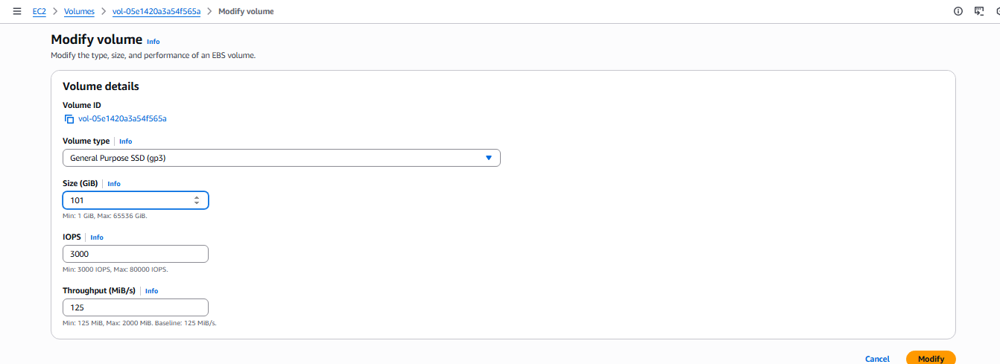 EC2 > Volumes > vol-05e1420a3a54f565a > Modify volume
Modify volume Info
Modify the type, size, and performance of an EBS volume.
Volume details
Volume ID
vol-05e1420a3a54f565a
Volume type | Info
General Purpose SSD (gp3)
Size (GiB) | Info
101
Min: 1 GiB, Max: 65536 GiB.
IOPS | Info
3000
Min: 3000 IOPS, Max: 80000 IOPS.
Throughput (MiB/s) | Info
125
Min: 125 MiB, Max: 2000 MiB. Baseline: 125 MiB/s.
Cancel Modify